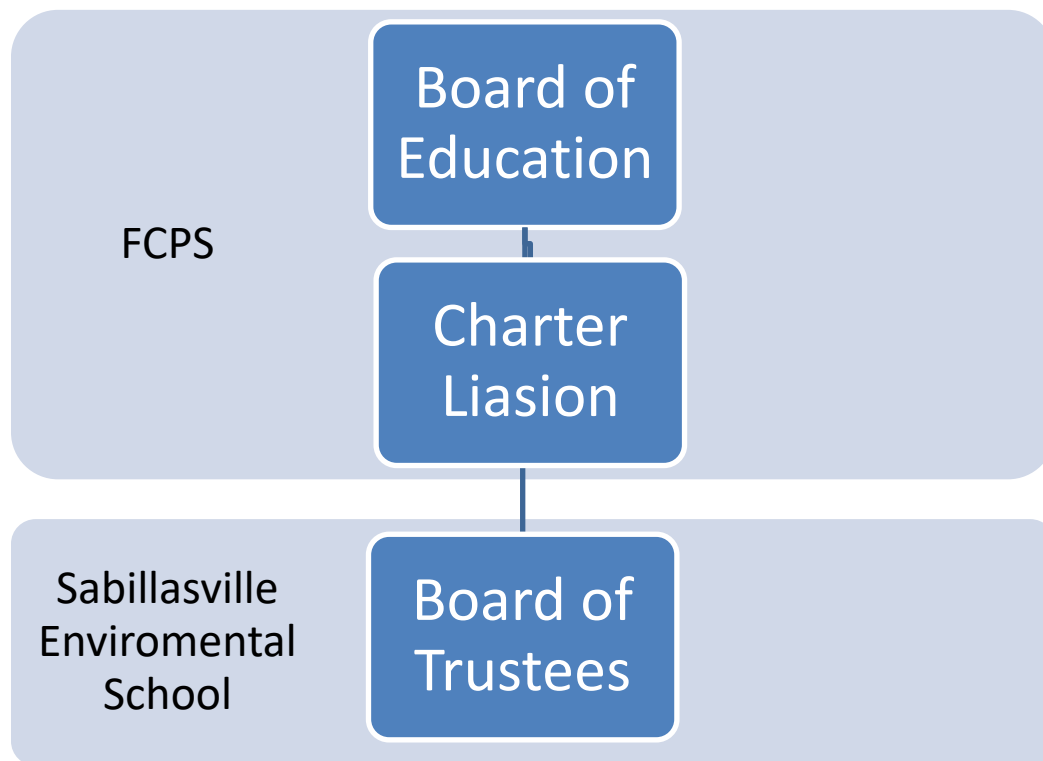 Board of
Education
FCPS
Charter
Liasion
Sabillasville
Enviromental
School
Board of
Trustees